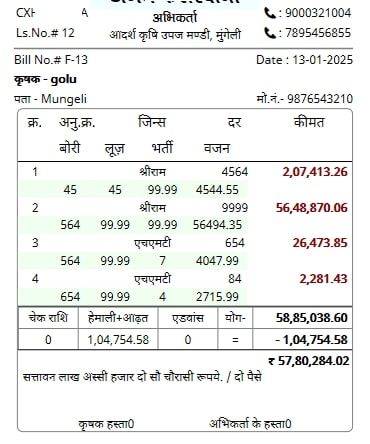 CXF A 📞: 9000321004
अभिकर्ता
Ls.No.# 12 आदर्श कृषि उपज मण्डी, मुंगेली 📞: 7895456855
Bill No.# F-13 Date : 13-01-2025
कृषक - golu
पता - Mungeli मो.नं.- 9876543210
क्र. अनु.क्र. जिन्स दर कीमत
बोरी लूज़ भर्ती वजन
1 श्रीराम 4564 2,07,413.26
45 45 99.99 4544.55
2 श्रीराम 9999 56,48,870.06
564 99.99 99.99 56494.35
3 एचएमटी 654 26,473.85
564 99.99 7 4047.99
4 एचएमटी 84 2,281.43
654 99.99 4 2715.99
चेक राशि हेमाली+आढ़त एडवांस योग- 58,85,038.60
0 1,04,754.58 0 = - 1,04,754.58
₹ 57,80,284.02
सत्तावन लाख अस्सी हजार दो सौ चौरासी रूपये. / दो पैसे
कृषक हस्ता0 अभिकर्ता के हस्ता0